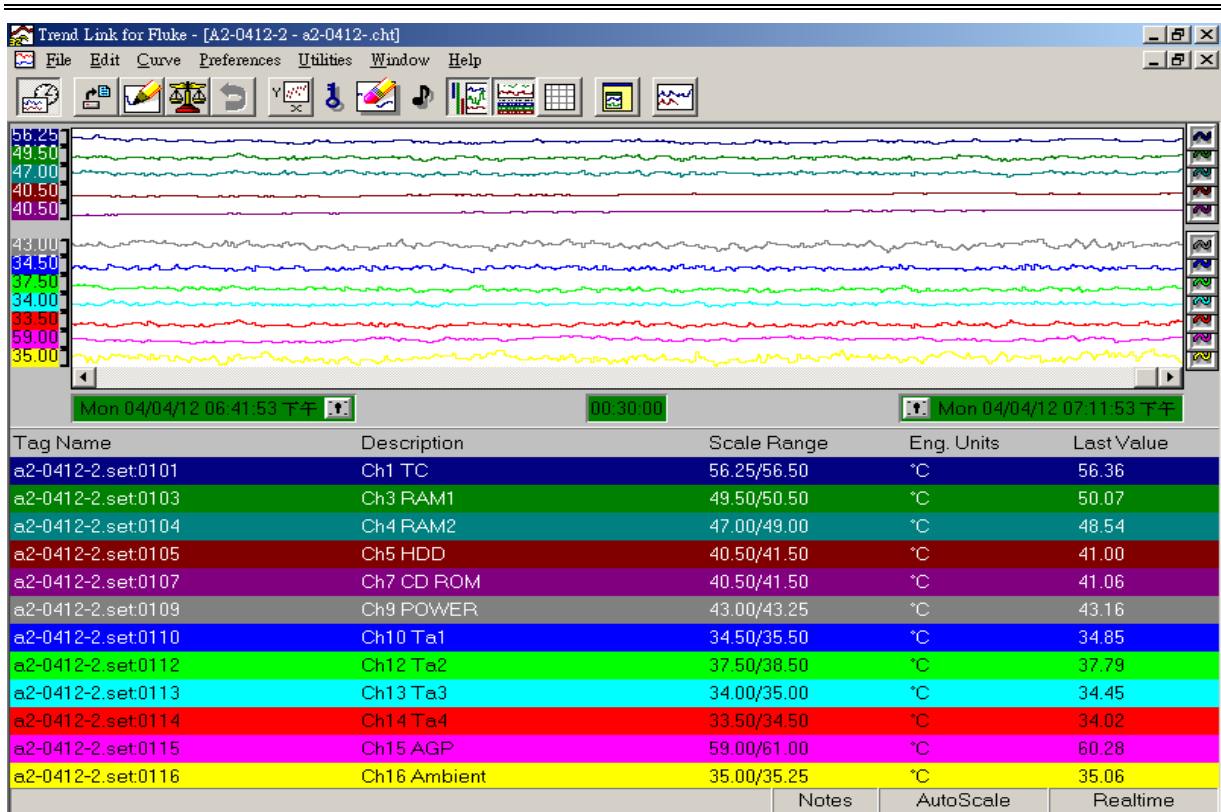 Trend Link for Fluke - [A2-0412-2 - a2-0412-.cht]
File Edit Curve Preferences Utilities Window Help
56.25
49.50
47.00
40.50
40.50
43.00
34.50
37.50
34.00
33.50
59.00
35.00
Mon 04/04/12 06:41:53 下午 00:30:00 Mon 04/04/12 07:11:53 下午
Tag Name Description Scale Range Eng. Units Last Value
a2-0412-2.set:0101 Ch1 TC 56.25/56.50 °C 56.36
a2-0412-2.set:0103 Ch3 RAM1 49.50/50.50 °C 50.07
a2-0412-2.set:0104 Ch4 RAM2 47.00/49.00 °C 48.54
a2-0412-2.set:0105 Ch5 HDD 40.50/41.50 °C 41.00
a2-0412-2.set:0107 Ch7 CD ROM 40.50/41.50 °C 41.06
a2-0412-2.set:0109 Ch9 POWER 43.00/43.25 °C 43.16
a2-0412-2.set:0110 Ch10 Ta1 34.50/35.50 °C 34.85
a2-0412-2.set:0112 Ch12 Ta2 37.50/38.50 °C 37.79
a2-0412-2.set:0113 Ch13 Ta3 34.00/35.00 °C 34.45
a2-0412-2.set:0114 Ch14 Ta4 33.50/34.50 °C 34.02
a2-0412-2.set:0115 Ch15 AGP 59.00/61.00 °C 60.28
a2-0412-2.set:0116 Ch16 Ambient 35.00/35.25 °C 35.06
Notes AutoScale Realtime